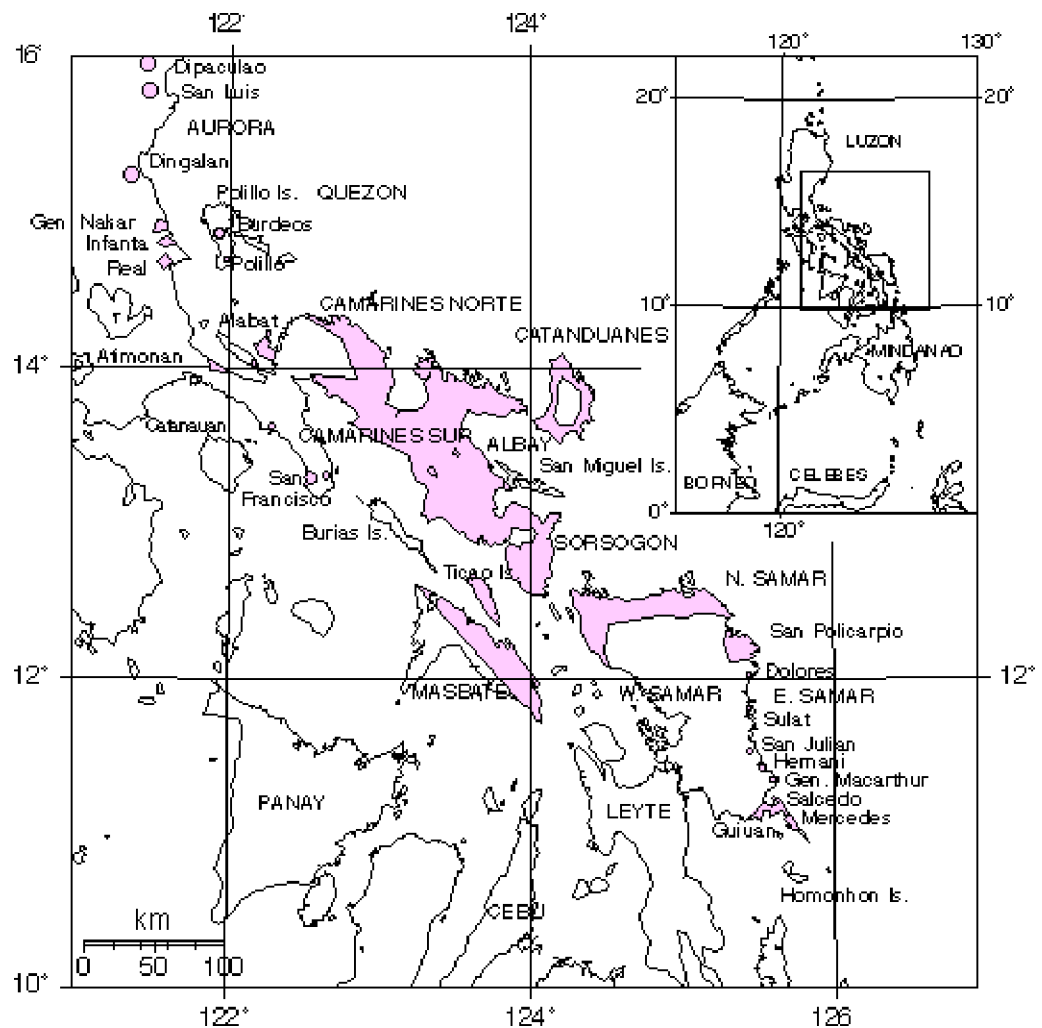 122°
124°
120°
130°
16°
20°
20°
Dipaculao
San Luis
AURORA
LUZON
Dingalan
Polillo Is.
QUEZON
Gen. Nakar
Burdeos
Infanta
Real
Polillo
10°
10°
CAMARINES NORTE
Alabat
CATANDUANES
Atimonan
MINDANAO
14°
Catanauan
CAMARINES SUR
ALBAY
San Miguel Is.
San
Francisco
CELEBES
BORNEO
0°
120°
Burias Is.
SORSOGON
Ticao Is.
N. SAMAR
San Policarpio
Dolores
12°
12°
MASBATE
W. SAMAR
E. SAMAR
Sulat
San Julian
Hernani
Gen. Macarthur
PANAY
LEYTE
Salcedo
Mercedes
Guiuan
Homonhon Is.
CEBU
km
0 50 100
10°
122°
124°
126